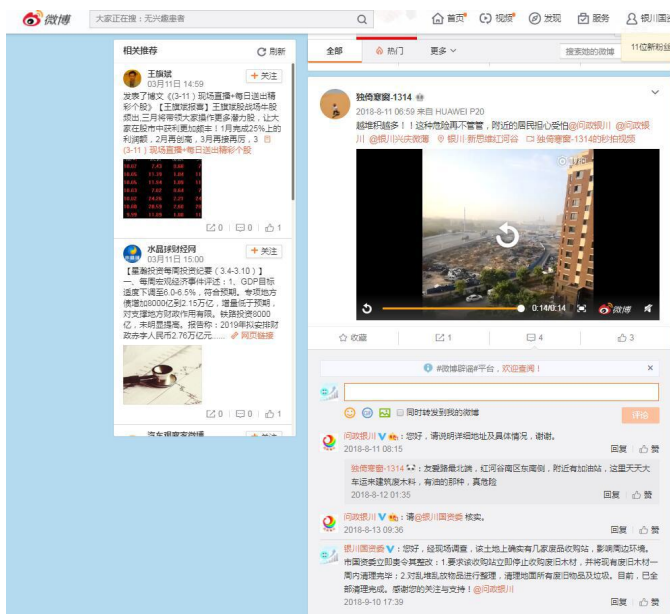 微博
大家正在搜：无兴趣患者
首页
视频
发现
服务
银川国资
相关推荐
刷新
王旗斌
03月11日 14:59
+ 关注
发表了博文《(3-11) 现场直播+每日送出精
彩个股》【王旗斌报喜】王旗斌股战场牛股
频出,三月将带领大家操作更多潜力股，让大
家在股市中获利更加频丰！1月完成25%上的
利润额，2月再创高，3月再接再厉，3
(3-11) 现场直播+每日送出精彩个股
0
0
1
水晶球财经网
03月11日 15:00
+ 关注
【星瀚投资每周投资纪要（3.4-3.10）】
一、每周宏观经济事件评述：1、GDP目标
适度下调至6.0-6.5%，符合预期。专项地方
债增加8000亿到2.15万亿，增量低于预期，
对支撑地方财政作用有限。铁路投资8000
亿，未明显提高。报告称：2019年拟安排财
政赤字人民币2.76万亿元......
网页链接
0
0
1
汽车观察家微博
+ 关注
全部
热门
更多
搜索她的微博
11位新粉丝
独倚寒窗-1314
2018-8-11 06:59 来自 HUAWEI P20
越堆积越多！！这种危险再不管管，附近的居民担心受怕@问政银川 @问政银
川 @银川兴庆微薄 银川·新思维红河谷 独倚寒窗-1314的秒拍视频
0:14/0:14
微博
收藏
1
4
3
#微博辟谣#平台，欢迎查阅！
×
同时转发到我的微博
评论
问政银川：您好，请说明详细地址及具体情况，谢谢。
2018-8-11 08:15
回复
赞
独倚寒窗-1314：友爱路最北端，红河谷南区东南侧，附近有加油站，这里天天大
车运来建筑废木料，有油的那种，真危险
2018-8-12 01:35
回复
赞
问政银川：请@银川国资委 核实。
2018-8-13 09:36
回复
赞
银川国资委：您好，经现场调查，该土地上确实有几家废品收购站，影响周边环境。
市国资委立即责令其整改：1.要求该收购站立即停止收购废旧木材，并将现有废旧木材一
周内清理完毕；2.对乱堆乱放物品进行整理，清理地面所有废旧物品及垃圾。目前，已全
部清理完成。感谢您的关注与支持！@问政银川
2018-9-10 17:39
回复
赞